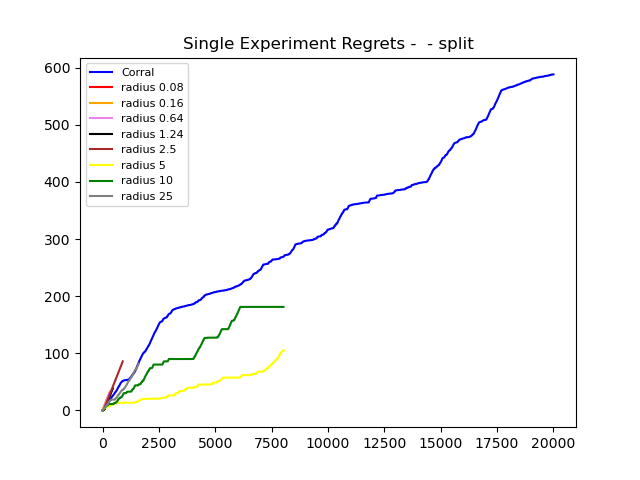 Single Experiment Regrets -  - split
Corral
radius 0.08
radius 0.16
radius 0.64
radius 1.24
radius 2.5
radius 5
radius 10
radius 25
600
500
400
300
200
100
0
0 2500 5000 7500 10000 12500 15000 17500 20000